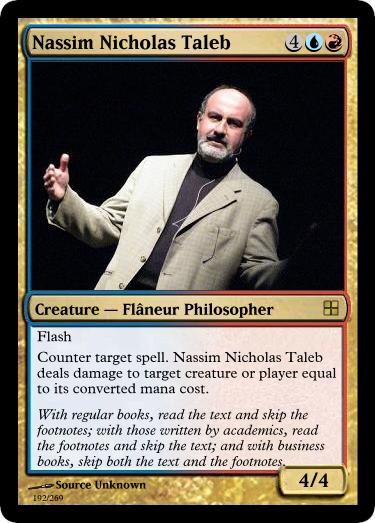 Nassim Nicholas Taleb 4
Creature — Flâneur Philosopher
Flash
Counter target spell. Nassim Nicholas Taleb
deals damage to target creature or player equal
to its converted mana cost.
With regular books, read the text and skip the
footnotes; with those written by academics, read
the footnotes and skip the text; and with business
books, skip both the text and the footnotes.
4/4
Source Unknown
192/269